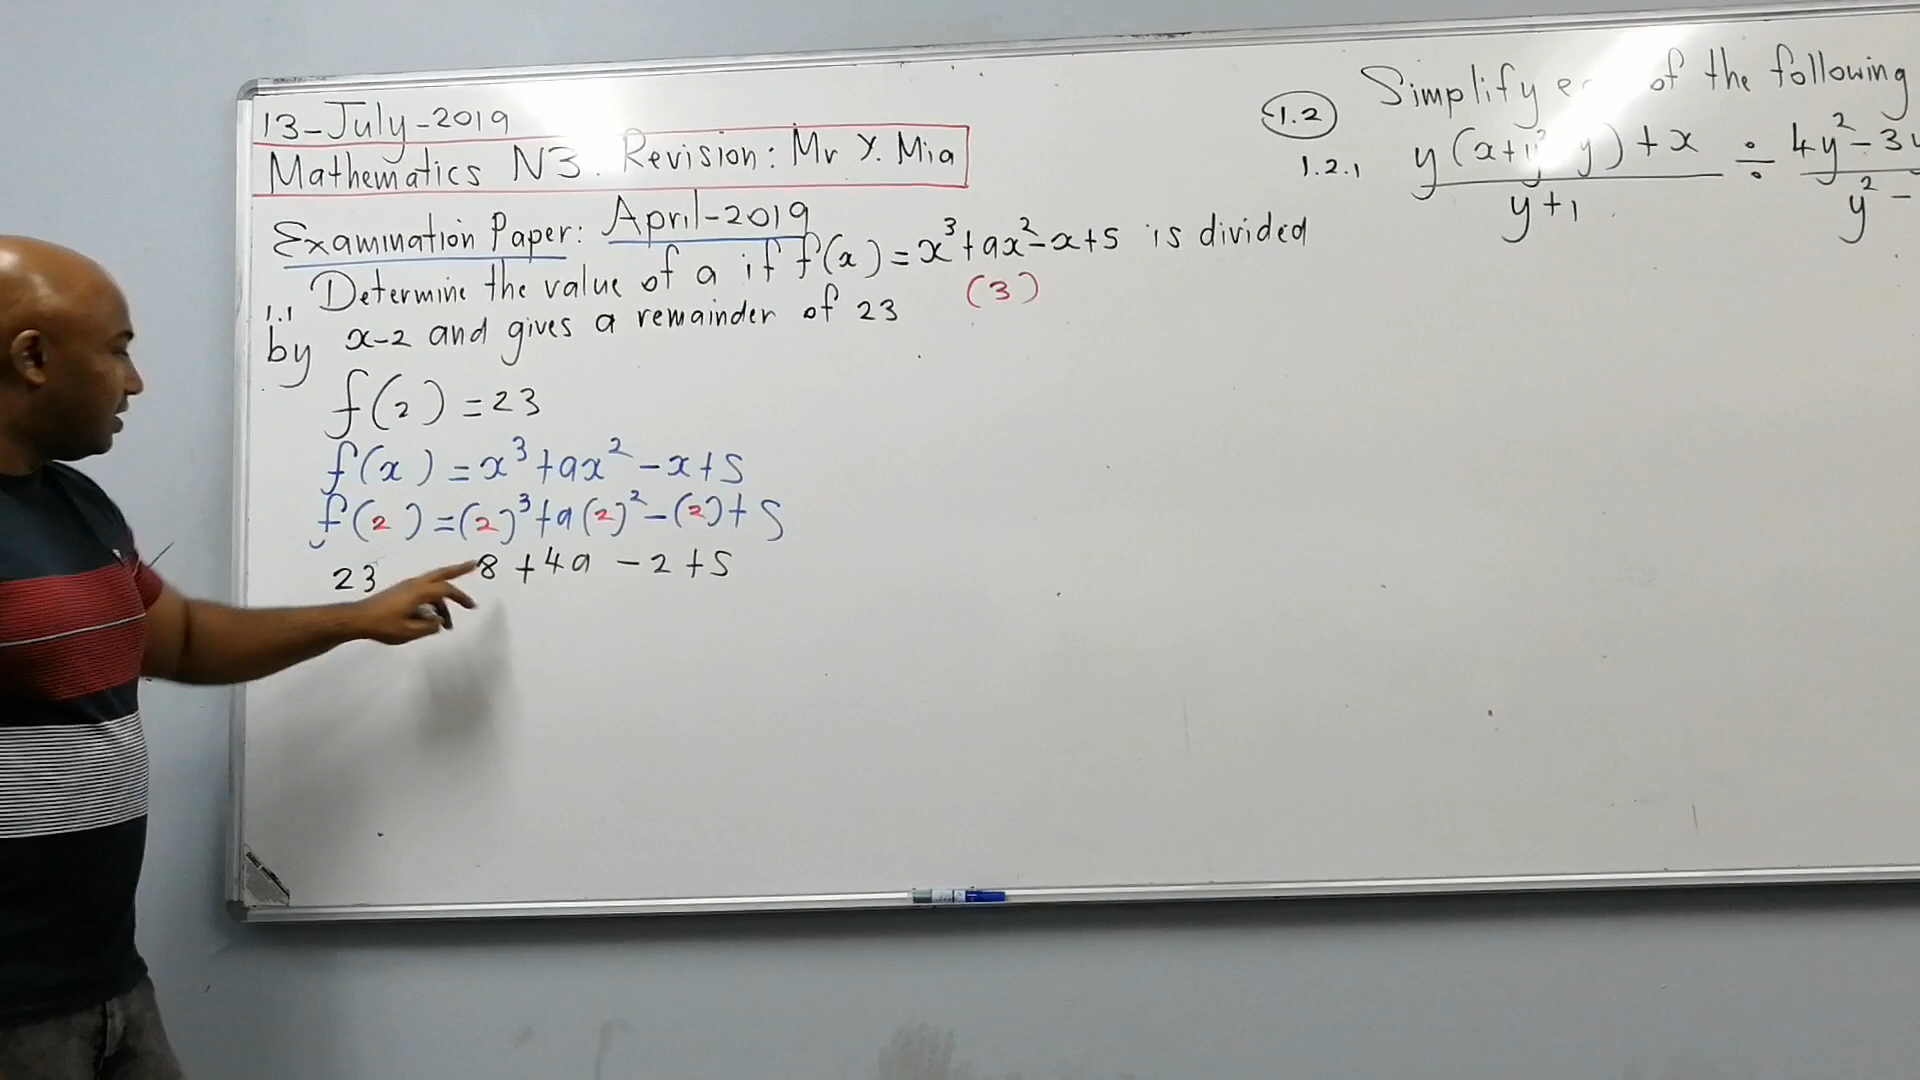 13-July-2019
Mathematics N3. Revision: Mr Y. Mia
Examination Paper: April-2019
1.1 Determine the value of a if f(x) = x³+ax²-x+5 is divided
by x-2 and gives a remainder of 23 (3)
f(2) = 23
f(x) = x³+ax²-x+5
f(2) = (2)³+a(2)²-(2)+5
23 8+4a-2+5
1.2 Simplify of the following
1.2.1 y+1 ÷ 4y²-3
y²-